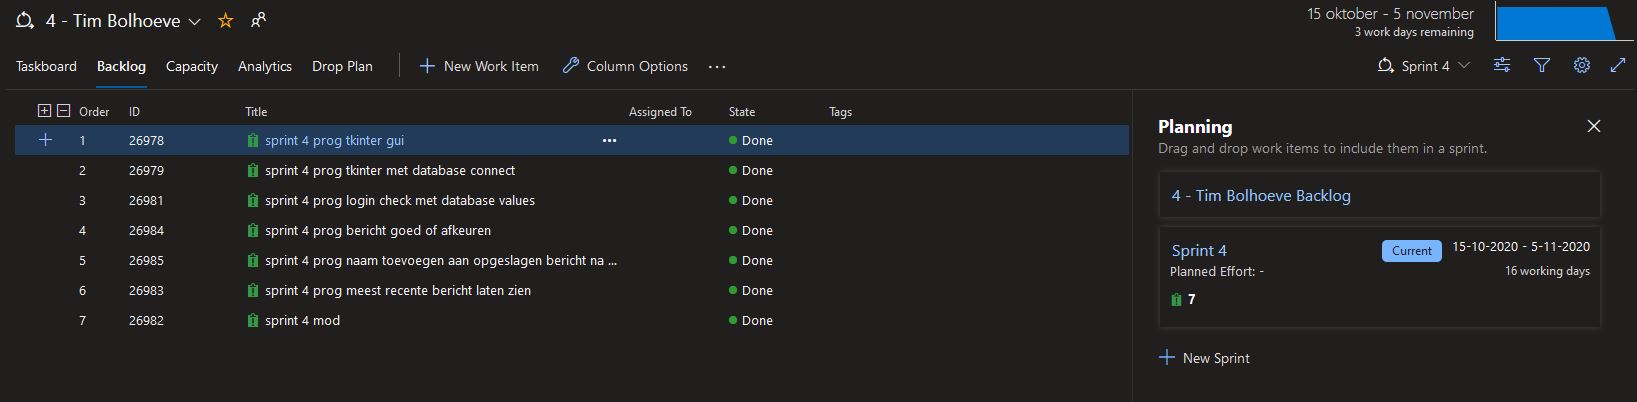 4 - Tim Bolhoeve
15 oktober - 5 november
3 work days remaining
Taskboard Backlog Capacity Analytics Drop Plan New Work Item Column Options ... Sprint 4
Order ID Title Assigned To State Tags
1 26978 sprint 4 prog tkinter gui ... Done
2 26979 sprint 4 prog tkinter met database connect Done
3 26981 sprint 4 prog login check met database values Done
4 26984 sprint 4 prog bericht goed of afkeuren Done
5 26985 sprint 4 prog naam toevoegen aan opgeslagen bericht na ... Done
6 26983 sprint 4 prog meest recente bericht laten zien Done
7 26982 sprint 4 mod Done
Planning
Drag and drop work items to include them in a sprint.
4 - Tim Bolhoeve Backlog
Sprint 4 Current 15-10-2020 - 5-11-2020
Planned Effort: - 16 working days
7
New Sprint